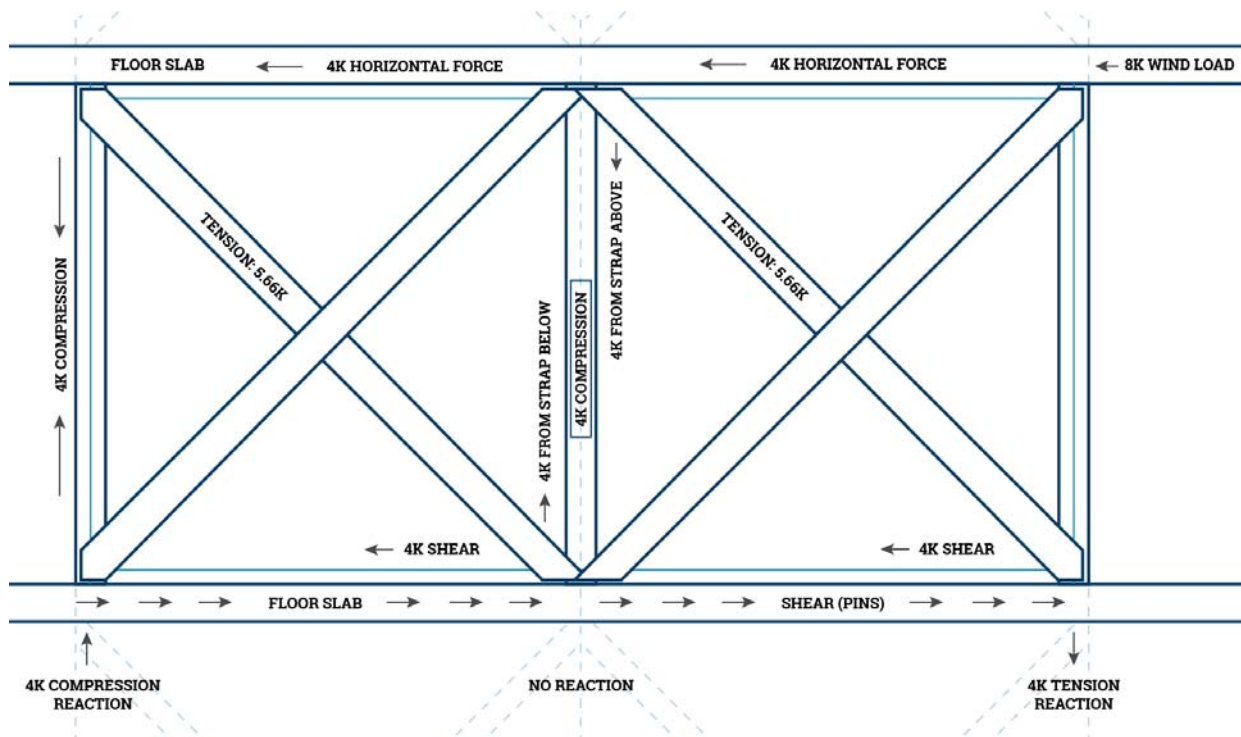 FLOOR SLAB
4K HORIZONTAL FORCE
4K HORIZONTAL FORCE
8K WIND LOAD
4K COMPRESSION
TENSION: 5.66K
4K FROM STRAP BELOW
4K COMPRESSION
4K FROM STRAP ABOVE
TENSION: 5.66K
4K SHEAR
4K SHEAR
FLOOR SLAB
SHEAR (PINS)
4K COMPRESSION
REACTION
NO REACTION
4K TENSION
REACTION